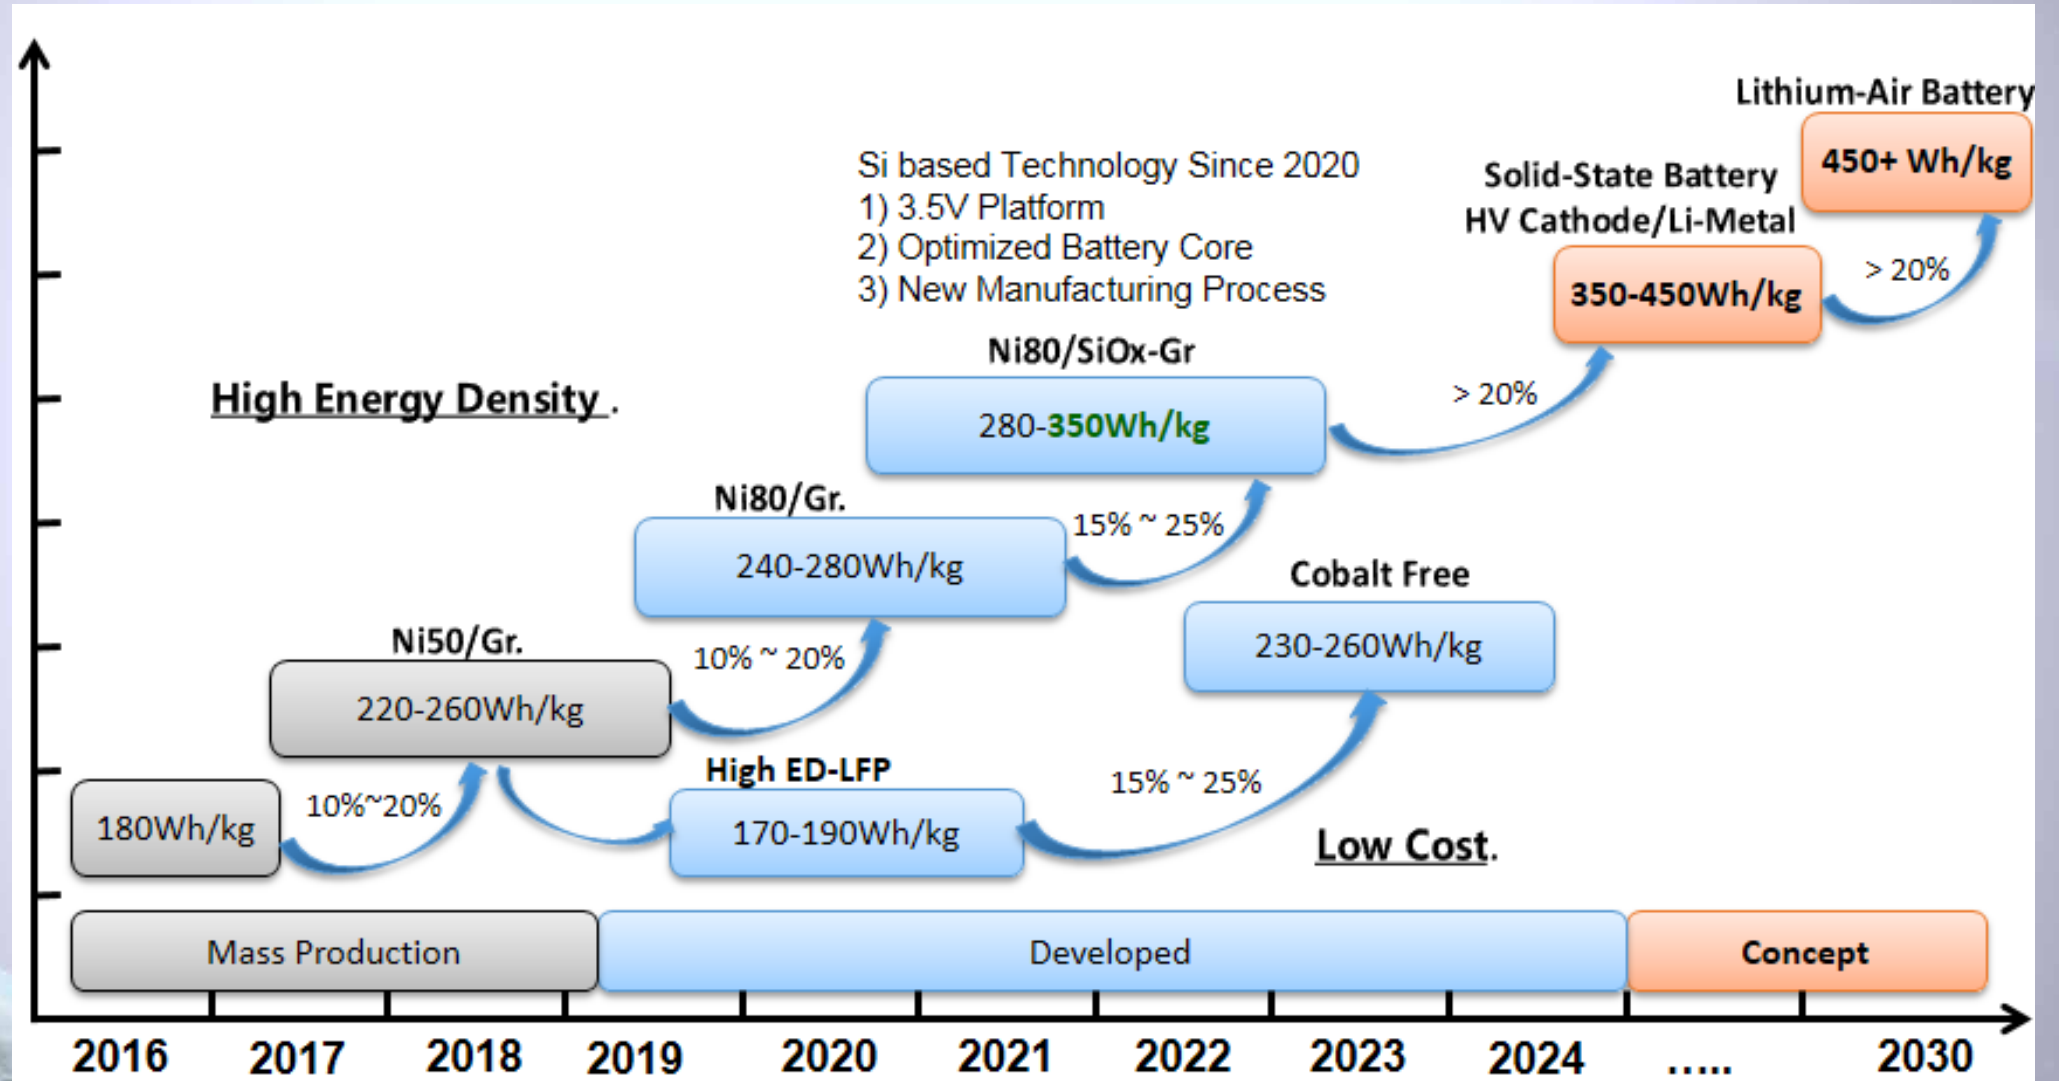 Lithium-Air Battery
450+ Wh/kg
Si based Technology Since 2020
1) 3.5V Platform
2) Optimized Battery Core
3) New Manufacturing Process
Solid-State Battery
HV Cathode/Li-Metal
350-450Wh/kg
> 20%
Ni80/SiOx-Gr
280-350Wh/kg
> 20%
High Energy Density .
Ni80/Gr.
240-280Wh/kg
15% ~ 25%
Cobalt Free
230-260Wh/kg
Ni50/Gr.
220-260Wh/kg
10% ~ 20%
High ED-LFP
170-190Wh/kg
15% ~ 25%
180Wh/kg
10%~20%
Low Cost.
Mass Production
Developed
Concept
2016 2017 2018 2019 2020 2021 2022 2023 2024 ..... 2030